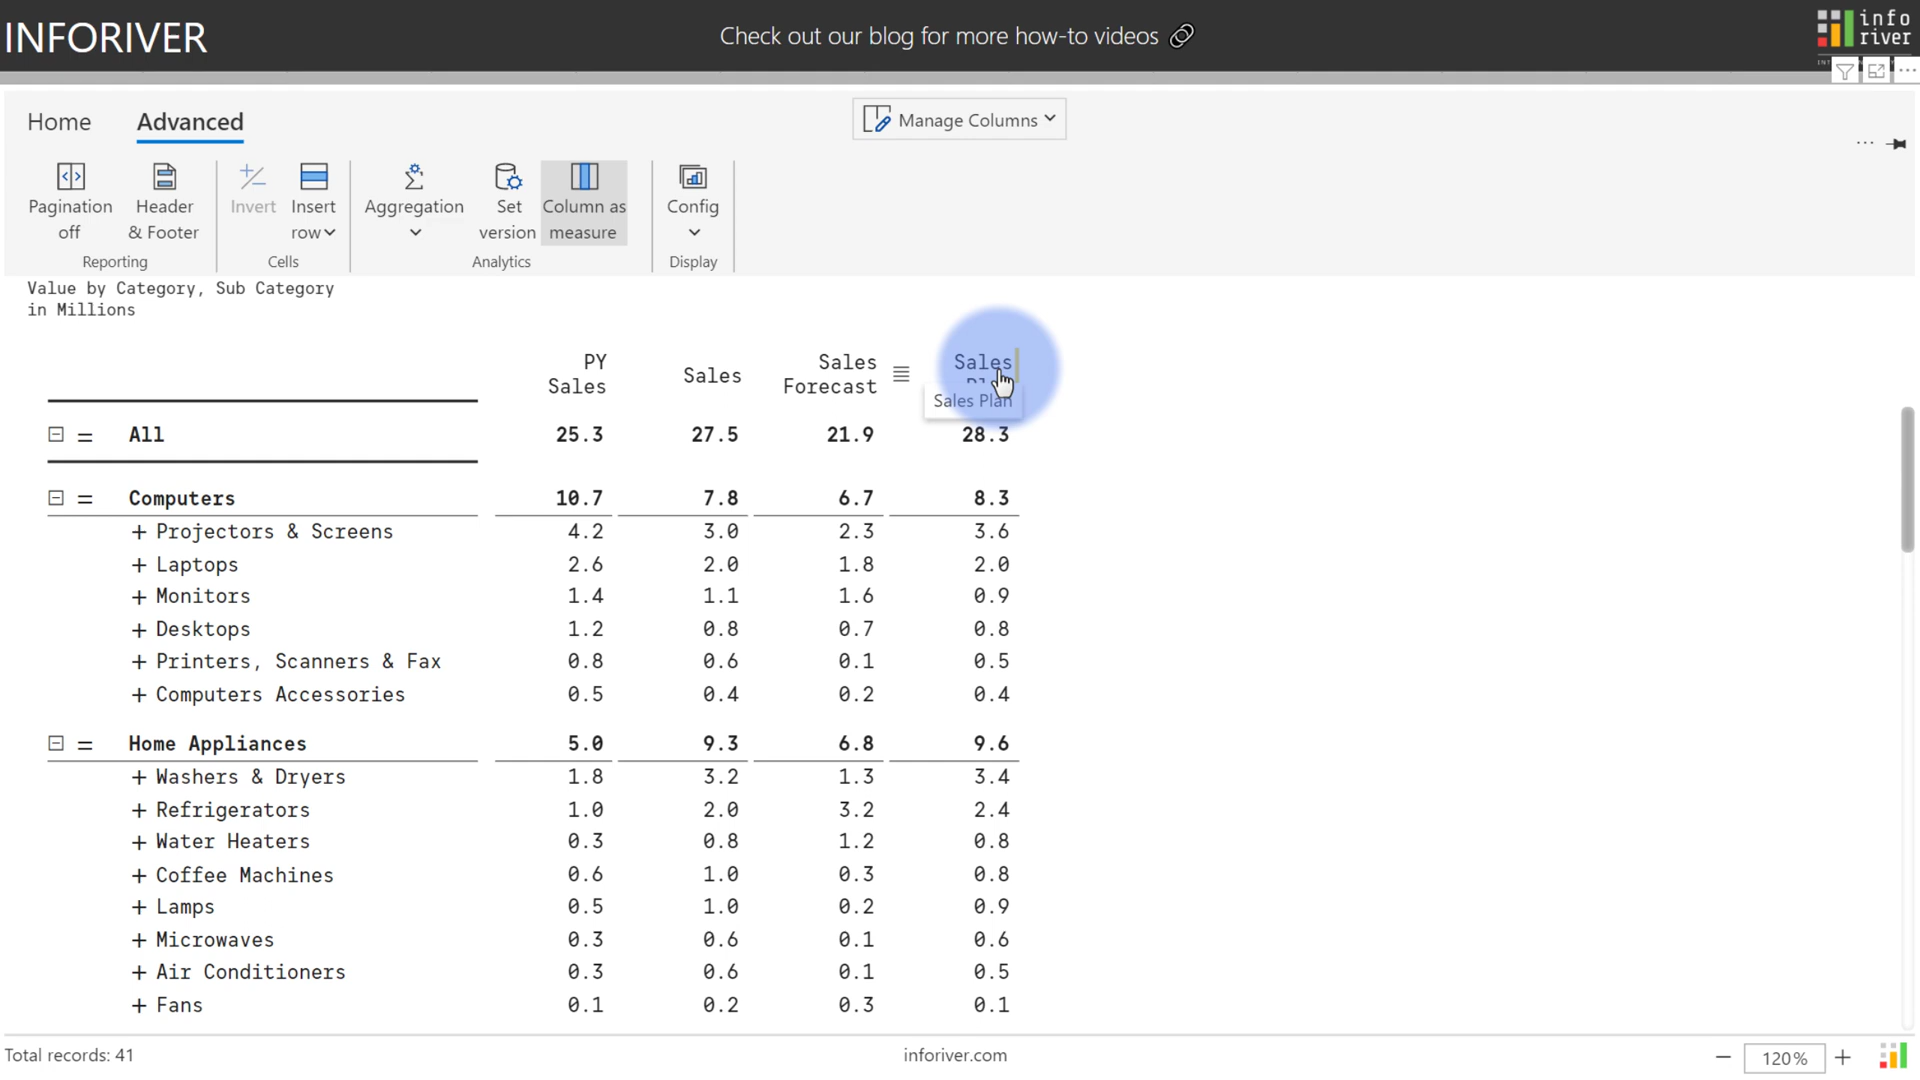 INFORIVER
Check out our blog for more how-to videos
info
river
Home
Advanced
Manage Columns
Pagination
off
Header
& Footer
Invert
Insert
row
Aggregation
Set
version
Column as
measure
Config
Reporting
Cells
Analytics
Display
Value by Category, Sub Category
in Millions
PY
Sales
Sales
Sales
Forecast
Sales
Sales Plan
All 25.3 27.5 21.9 28.3
Computers 10.7 7.8 6.7 8.3
Projectors & Screens 4.2 3.0 2.3 3.6
Laptops 2.6 2.0 1.8 2.0
Monitors 1.4 1.1 1.6 0.9
Desktops 1.2 0.8 0.7 0.8
Printers, Scanners & Fax 0.8 0.6 0.1 0.5
Computers Accessories 0.5 0.4 0.2 0.4
Home Appliances 5.0 9.3 6.8 9.6
Washers & Dryers 1.8 3.2 1.3 3.4
Refrigerators 1.0 2.0 3.2 2.4
Water Heaters 0.3 0.8 1.2 0.8
Coffee Machines 0.6 1.0 0.3 0.8
Lamps 0.5 1.0 0.2 0.9
Microwaves 0.3 0.6 0.1 0.6
Air Conditioners 0.3 0.6 0.1 0.5
Fans 0.1 0.2 0.3 0.1
Total records: 41
inforiver.com
120%